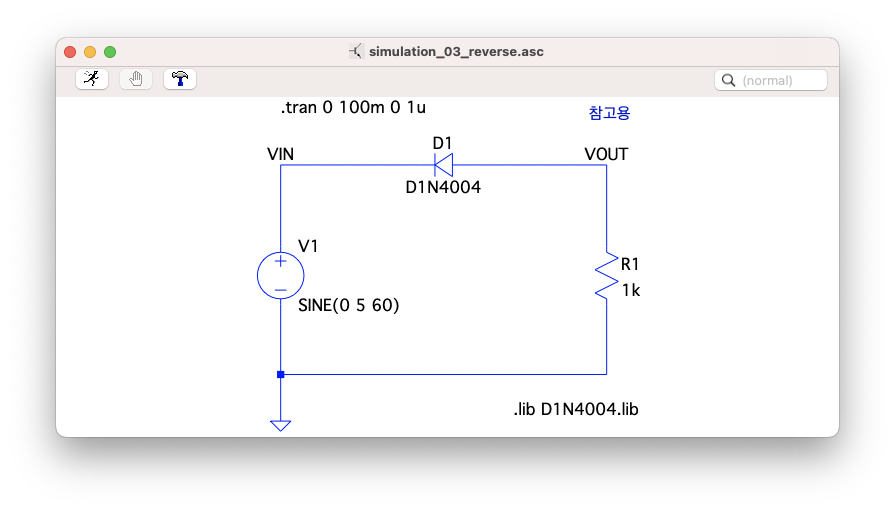 simulation_03_reverse.asc
(normal)
.tran 0 100m 0 1u
참고용
D1
VIN
VOUT
D1N4004
V1
+
−
SINE(0 5 60)
R1
1k
.lib D1N4004.lib